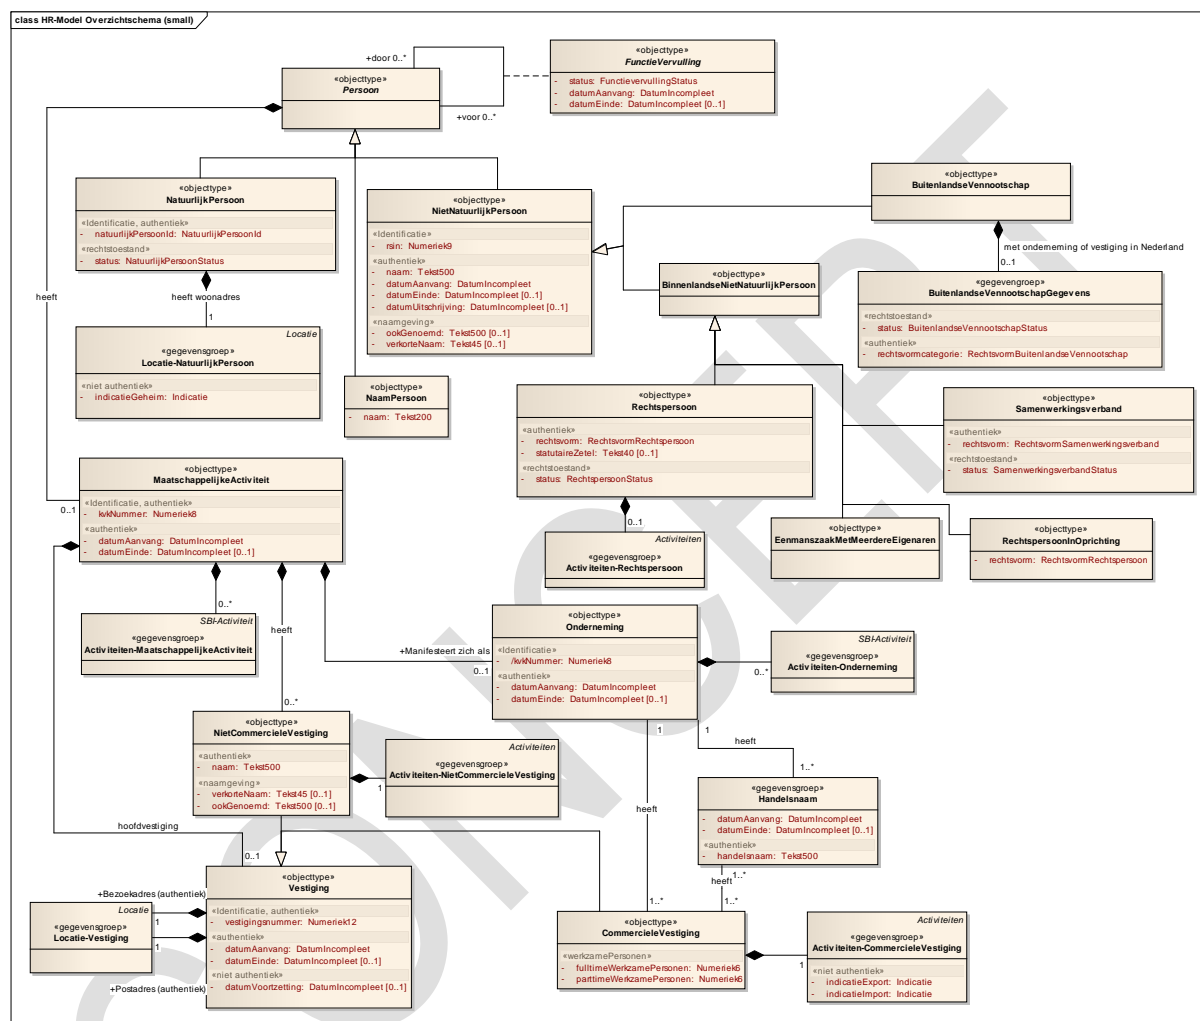 class HR-Model Overzichtschema (small)
+door 0..*
+voor 0..*
«objecttype»
Persoon
«objecttype»
FunctieVervulling
- status: FunctievervullingStatus
- datumAanvang: DatumIncompleet
- datumEinde: DatumIncompleet [0..1]
«objecttype»
NatuurlijkPersoon
«Identificatie, authentiek»
- natuurlijkPersoonId: NatuurlijkPersoonId
«rechtstoestand»
- status: NatuurlijkPersoonStatus
«objecttype»
NietNatuurlijkPersoon
«Identificatie»
- rsin: Numeriek9
«authentiek»
- naam: Tekst500
- datumAanvang: DatumIncompleet
- datumEinde: DatumIncompleet [0..1]
- datumUitschrijving: DatumIncompleet [0..1]
«naamgeving»
- ookGenoemd: Tekst500 [0..1]
- verkorteNaam: Tekst45 [0..1]
«objecttype»
BuitenlandseVennootschap
met onderneming of vestiging in Nederland
0..1
«objecttype»
BinnenlandseNietNatuurlijkPersoon
«gegevengroep»
BuitenlandseVennootschapGegevens
«rechtstoestand»
- status: BuitenlandseVennootschapStatus
«authentiek»
- rechtsvormcategorie: RechtsvormBuitenlandseVennootschap
heeft
heeft woonadres
1
Locatie
«gegevensgroep»
Locatie-NatuurlijkPersoon
«niet authentiek»
- indicatieGeheim: Indicatie
«objecttype»
NaamPersoon
- naam: Tekst200
«objecttype»
Rechtspersoon
«authentiek»
- rechtsvorm: RechtsvormRechtspersoon
- statutaireZetel: Tekst40 [0..1]
«rechtstoestand»
- status: RechtspersoonStatus
«objecttype»
Samenwerkingsverband
«authentiek»
- rechtsvorm: RechtsvormSamenwerkingsverband
«rechtstoestand»
- status: SamenwerkingsverbandStatus
0..1
«objecttype»
MaatschappelijkeActiviteit
«Identificatie, authentiek»
- kvkNummer: Numeriek8
«authentiek»
- datumAanvang: DatumIncompleet
- datumEinde: DatumIncompleet [0..1]
0..1
Activiteiten
«gegevensgroep»
Activiteiten-Rechtspersoon
«objecttype»
EenmanszaakMetMeerdereEigenaren
«objecttype»
RechtspersoonInOprichting
- rechtsvorm: RechtsvormRechtspersoon
0..*
SBI-Activiteit
«gegevensgroep»
Activiteiten-MaatschappelijkeActiviteit
heeft
0..*
+Manifesteert zich als
0..1
«objecttype»
Onderneming
«Identificatie»
- /kvkNummer: Numeriek8
«authentiek»
- datumAanvang: DatumIncompleet
- datumEinde: DatumIncompleet [0..1]
0..*
SBI-Activiteit
«gegevensgroep»
Activiteiten-Onderneming
«objecttype»
NietCommercieleVestiging
«authentiek»
- naam: Tekst500
«naamgeving»
- verkorteNaam: Tekst45 [0..1]
- ookGenoemd: Tekst500 [0..1]
1
Activiteiten
«gegevensgroep»
Activiteiten-NietCommercieleVestiging
1
1
heeft
1..*
heeft
«gegevensgroep»
Handelsnaam
- datumAanvang: DatumIncompleet
- datumEinde: DatumIncompleet [0..1]
«authentiek»
- handelsnaam: Tekst500
1..*
heeft
1..*
1..*
hoofdvestiging
0..1
«objecttype»
Vestiging
«Identificatie, authentiek»
- vestigingsnummer: Numeriek12
«authentiek»
- datumAanvang: DatumIncompleet
- datumEinde: DatumIncompleet [0..1]
«niet authentiek»
- datumVoortzetting: DatumIncompleet [0..1]
+Bezoekadres (authentiek)
1
1
+Postadres (authentiek)
Locatie
«gegevensgroep»
Locatie-Vestiging
«objecttype»
CommercieleVestiging
«werkzamePersonen»
- fulltimeWerkzamePersonen: Numeriek6
- parttimeWerkzamePersonen: Numeriek6
1
Activiteiten
«gegevensgroep»
Activiteiten-CommercieleVestiging
«niet authentiek»
- indicatieExport: Indicatie
- indicatieImport: Indicatie
CONCEPT